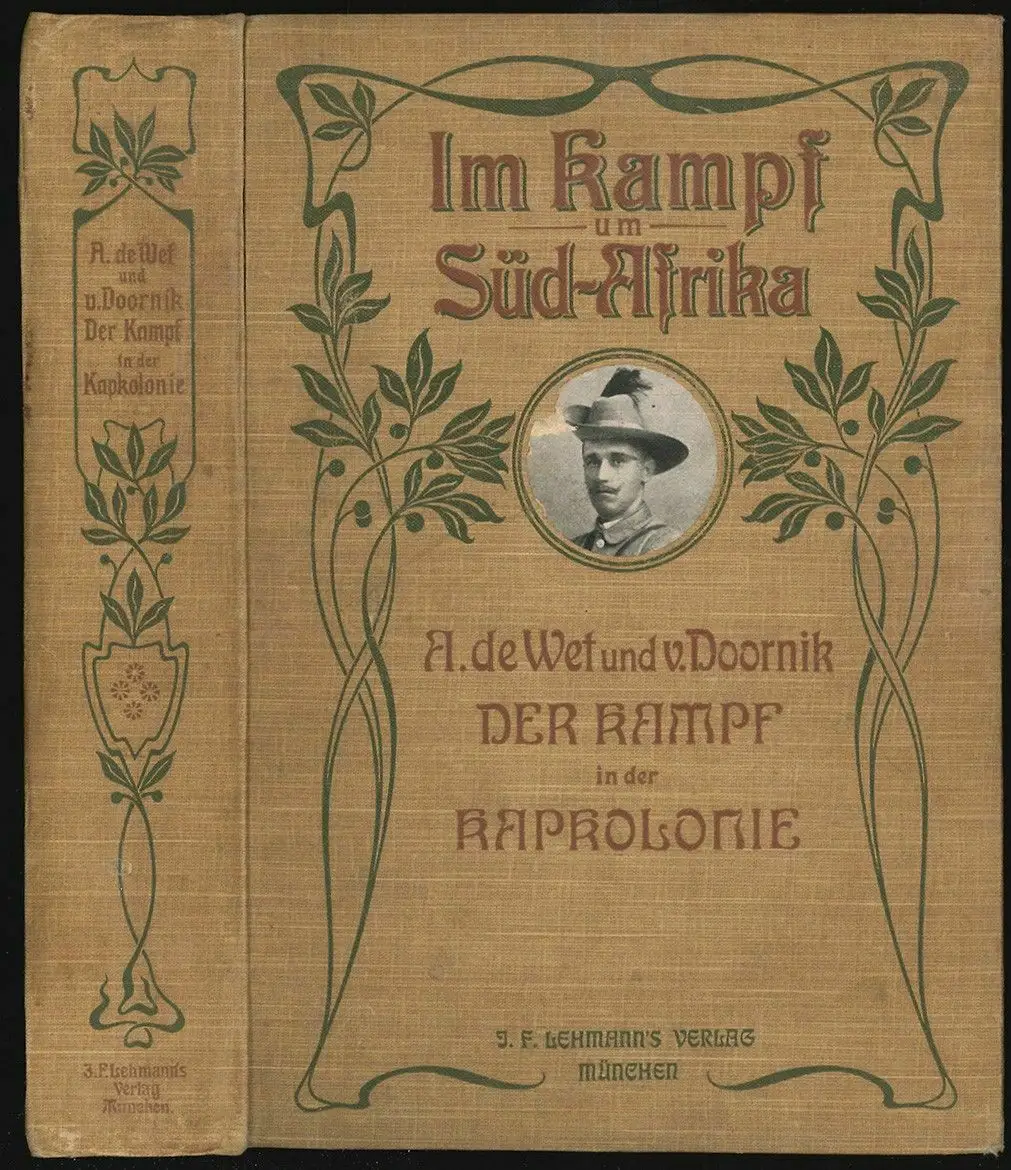 A. de Wet
und
v. Doornik
Der Kampf
in der
Kapkolonie
J. F. Lehmann's
Verlag
München.
Im Kampf
um
Süd-Afrika
A. de Wet und v. Doornik
DER KAMPF
in der
KAPKOLONIE
J. F. LEHMANN'S VERLAG
MÜNCHEN